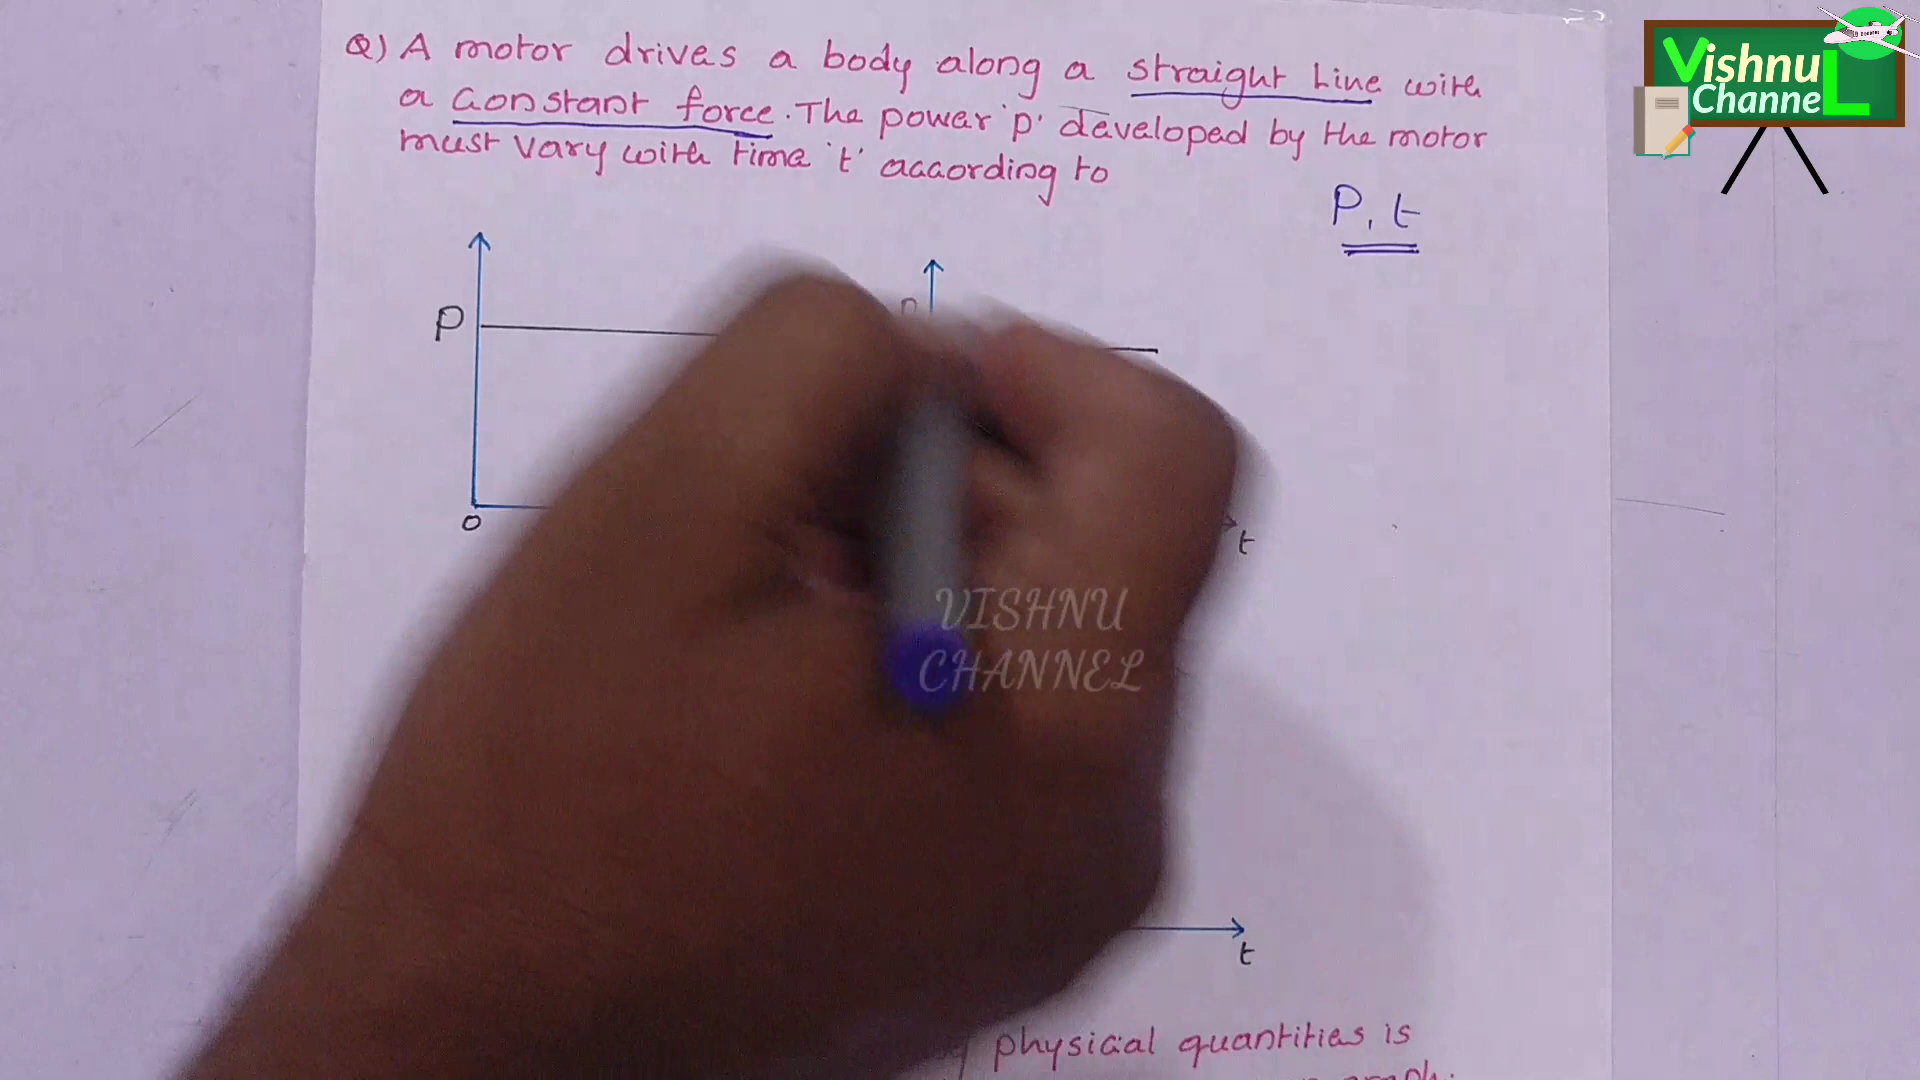 Q) A motor drives a body along a straight line with
a constant force. The power 'p' developed by the motor
must vary with time 't' according to
P, t
P
O
t
t
physical quantities is
graph.
Vishnu
Channel
VISHNU
CHANNEL